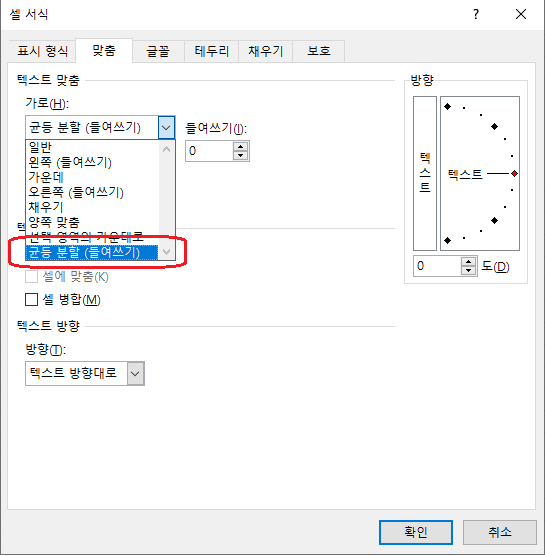 셀 서식
? ×
표시 형식 맞춤 글꼴 테두리 채우기 보호
텍스트 맞춤
가로(H):
균등 분할 (들여쓰기)
들여쓰기(I):
0
일반
왼쪽 (들여쓰기)
가운데
오른쪽 (들여쓰기)
채우기
양쪽 맞춤
선택 영역의 가운데로
균등 분할 (들여쓰기)
텍
셀에 맞춤(K)
셀 병합(M)
텍스트 방향
방향(T):
텍스트 방향대로
방향
텍스트
텍스트
0 도(D)
확인 취소